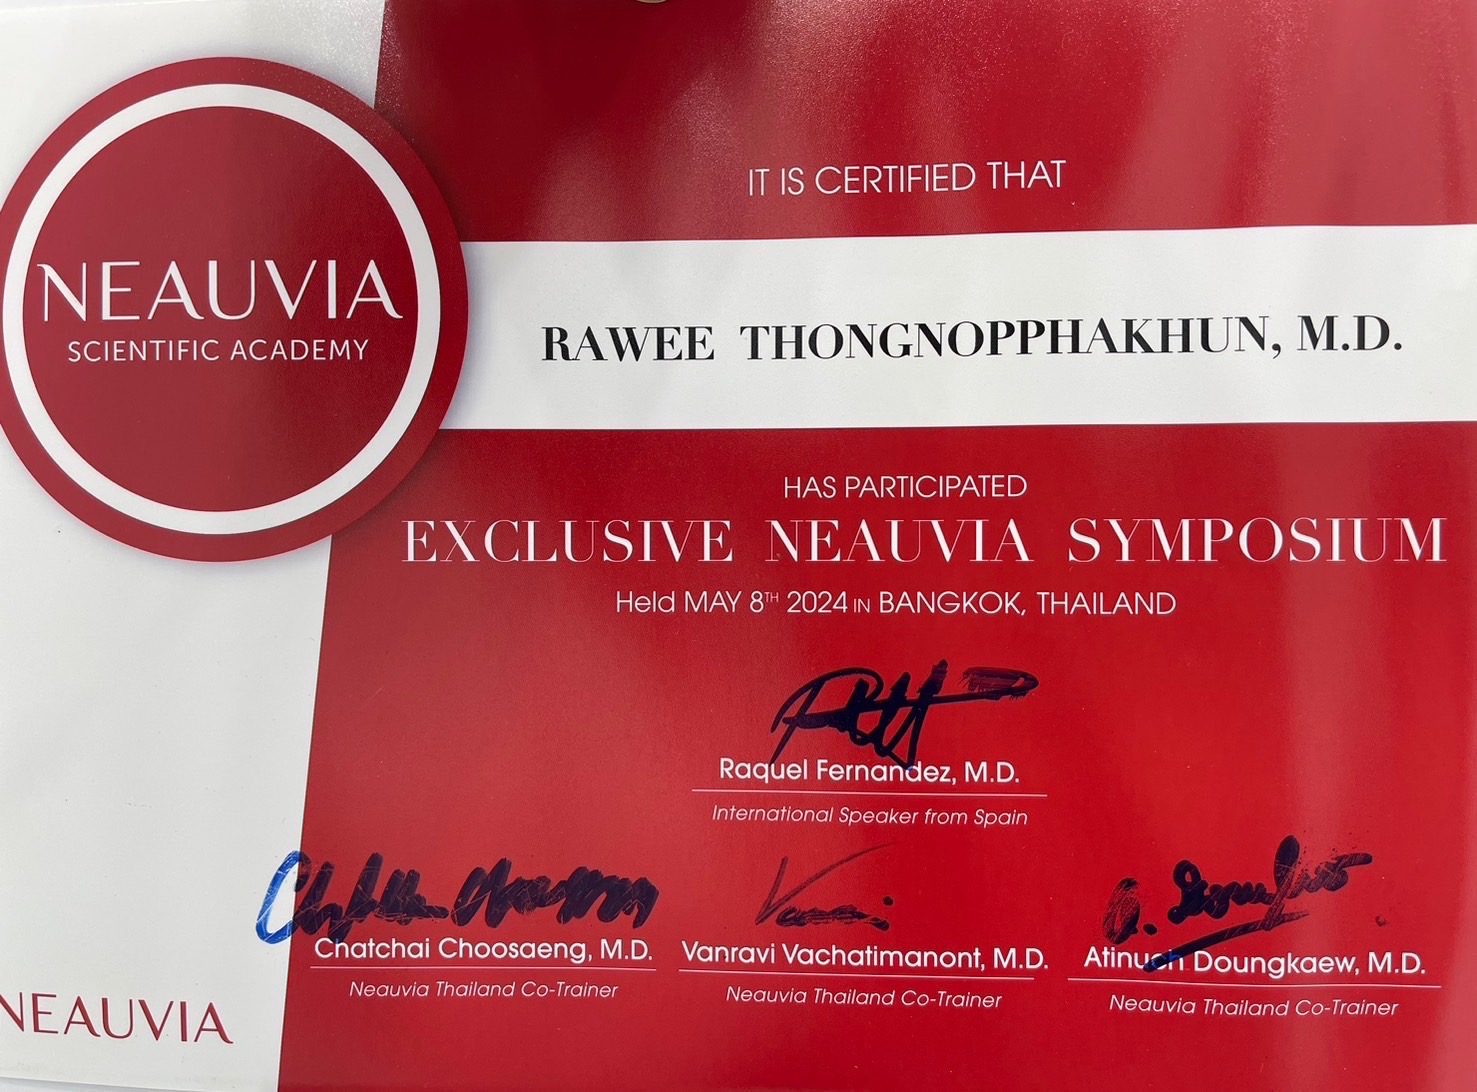 NEAUVIA
SCIENTIFIC ACADEMY
IT IS CERTIFIED THAT
RAWEE THONGNOPPHAKHUN, M.D.
HAS PARTICIPATED
EXCLUSIVE NEAUVIA SYMPOSIUM
Held MAY 8TH 2024 IN BANGKOK, THAILAND
Raquel Fernandez, M.D.
International Speaker from Spain
Chatchai Choosaeng, M.D.
Neauvia Thailand Co-Trainer
Vanravi Vachatimanont, M.D.
Neauvia Thailand Co-Trainer
Atinuch Doungkaew, M.D.
Neauvia Thailand Co-Trainer
NEAUVIA